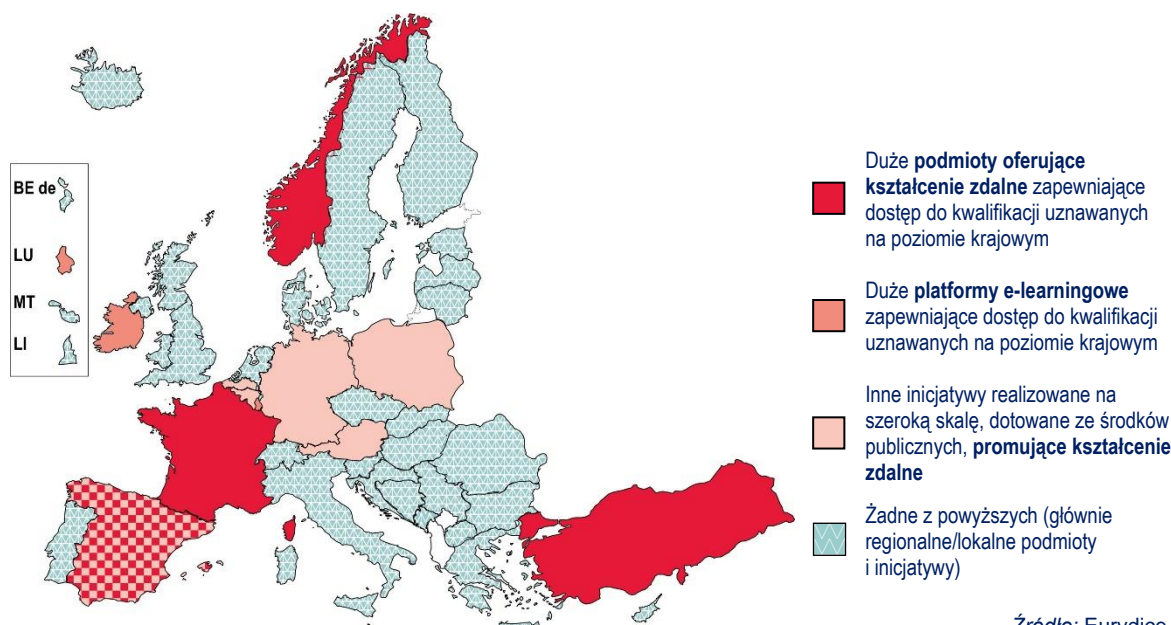 BE de
LU
MT
LI
Duże podmioty oferujące
kształcenie zdalne zapewniające
dostęp do kwalifikacji uznawanych
na poziomie krajowym
Duże platformy e-learningowe
zapewniające dostęp do kwalifikacji
uznawanych na poziomie krajowym
Inne inicjatywy realizowane na
szeroką skalę, dotowane ze środków
publicznych, promujące kształcenie
zdalne
Żadne z powyższych (głównie
regionalne/lokalne podmioty
i inicjatywy)
Źródło: Eurydice